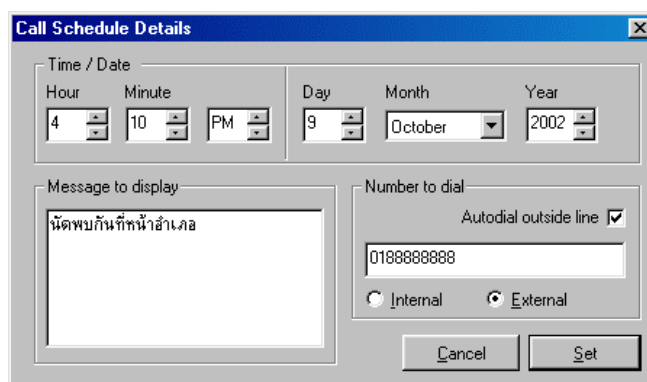 Call Schedule Details
Time / Date
Hour Minute Day Month Year
4 10 PM 9 October 2002
Message to display
นัดพบกันที่หน้าอำเภอ
Number to dial
Autodial outside line
0188888888
Internal External
Cancel Set